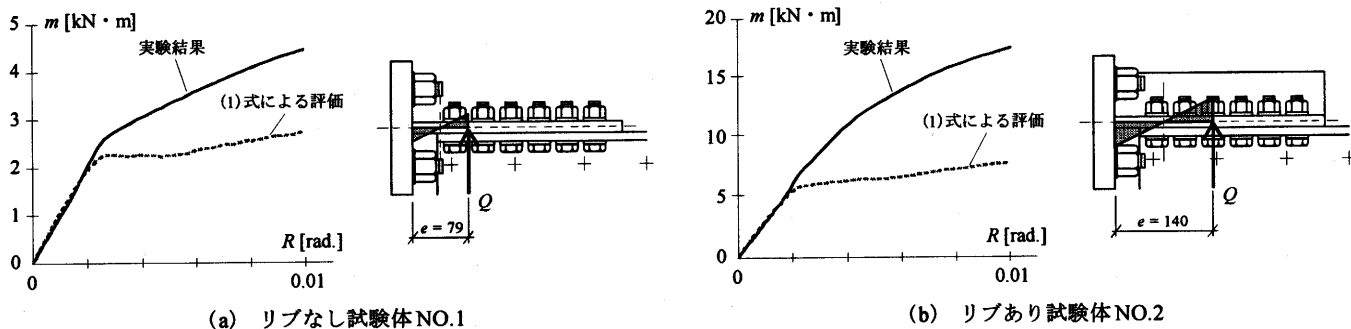 m [kN・m]
5
4
3
2
1
0
0
0.01
R [rad.]
実験結果
(1)式による評価
e = 79
Q
(a) リブなし試験体NO.1
m [kN・m]
20
15
10
5
0
0
0.01
R [rad.]
実験結果
(1)式による評価
e = 140
Q
(b) リブあり試験体NO.2